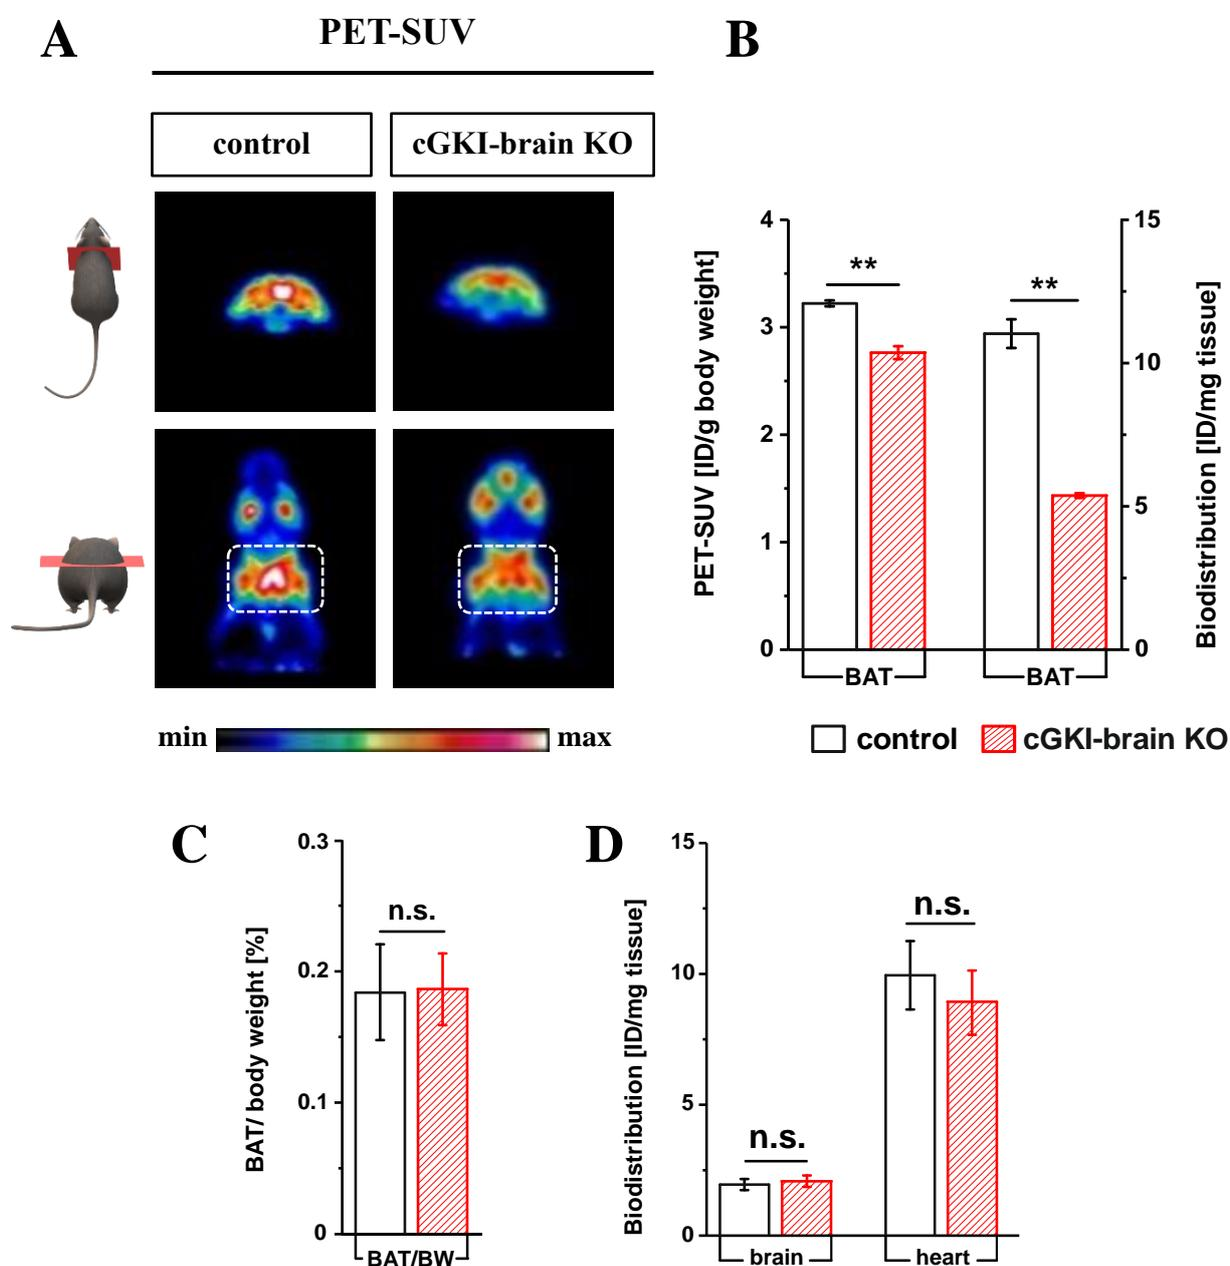 A
PET-SUV
control
cGKI-brain KO
min
max
B
PET-SUV [ID/g body weight]
4
3
2
1
0
**
**
15
10
5
0
Biodistribution [ID/mg tissue]
BAT
BAT
control
cGKI-brain KO
C
BAT/ body weight [%]
0.3
0.2
0.1
0
n.s.
BAT/BW
D
Biodistribution [ID/mg tissue]
15
10
5
0
n.s.
n.s.
brain
heart